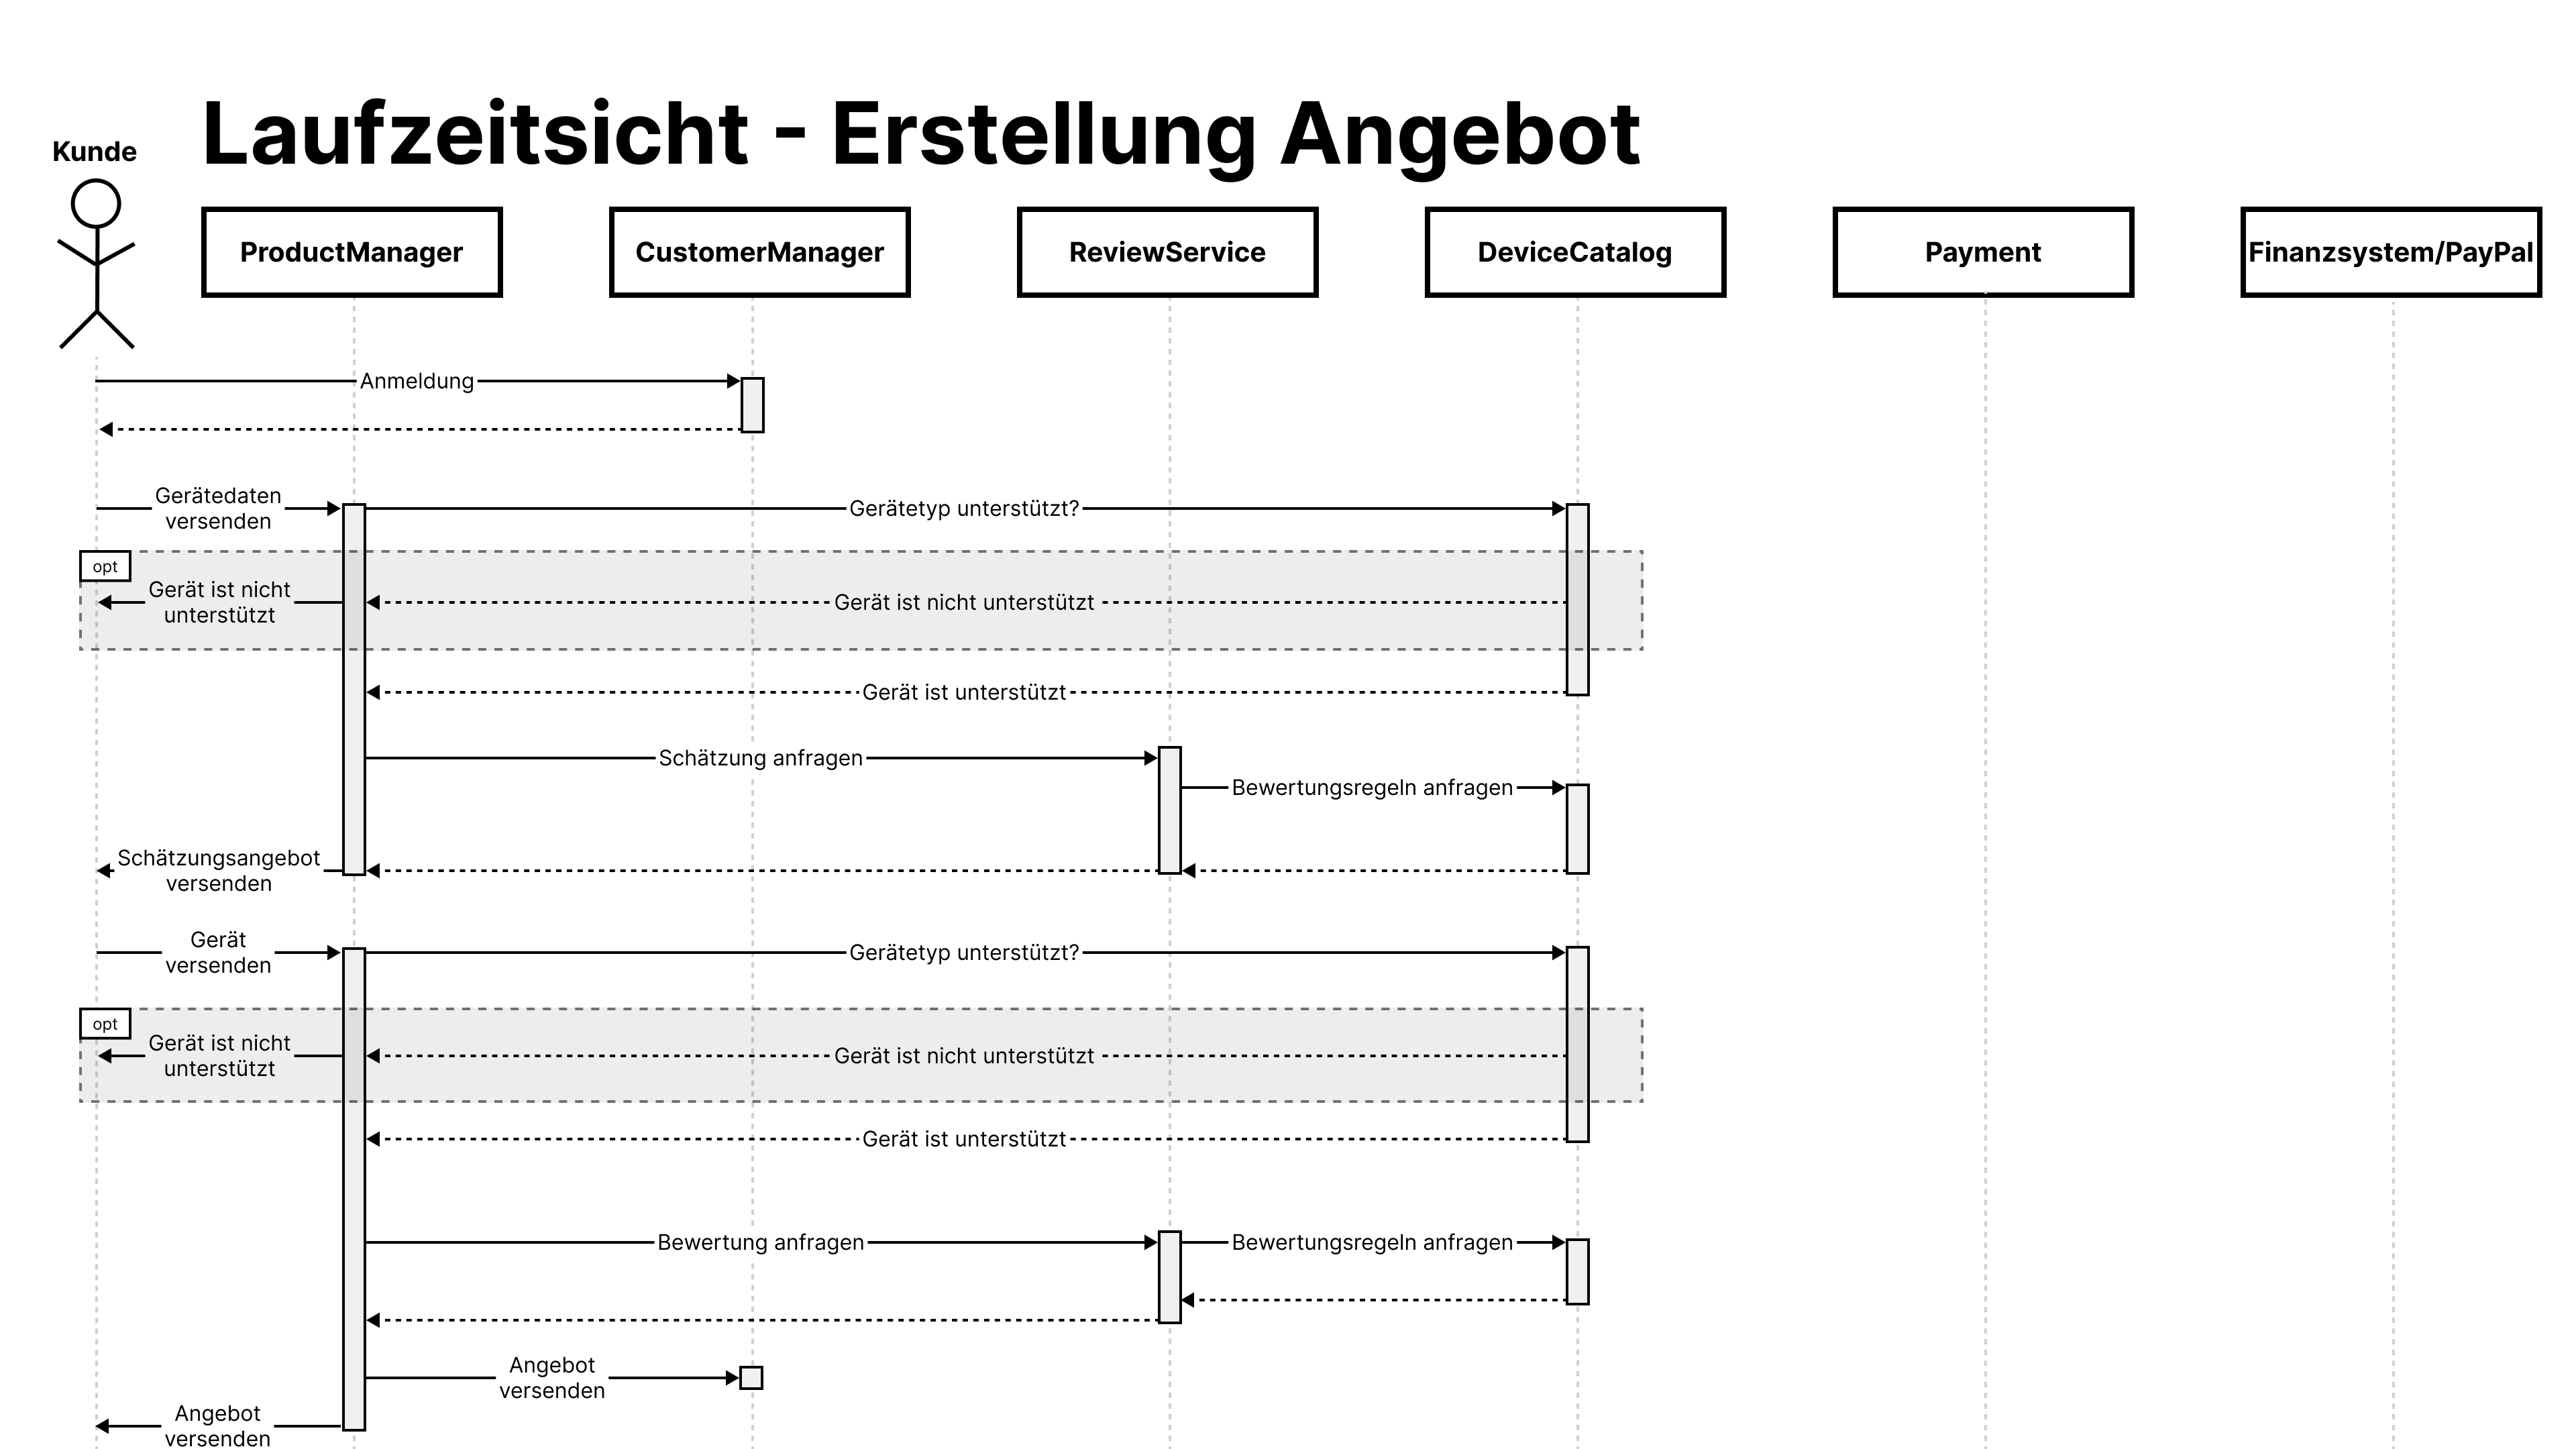 Laufzeitsicht - Erstellung Angebot
Kunde
ProductManager
CustomerManager
ReviewService
DeviceCatalog
Payment
Finanzsystem/PayPal
Anmeldung
Gerätedaten
versenden
Gerätetyp unterstützt?
opt
Gerät ist nicht
unterstützt
Gerät ist nicht unterstützt
Gerät ist unterstützt
Schätzung anfragen
Bewertungsregeln anfragen
Schätzungsangebot
versenden
Gerät
versenden
Gerätetyp unterstützt?
opt
Gerät ist nicht
unterstützt
Gerät ist nicht unterstützt
Gerät ist unterstützt
Bewertung anfragen
Bewertungsregeln anfragen
Angebot
versenden
Angebot
versenden